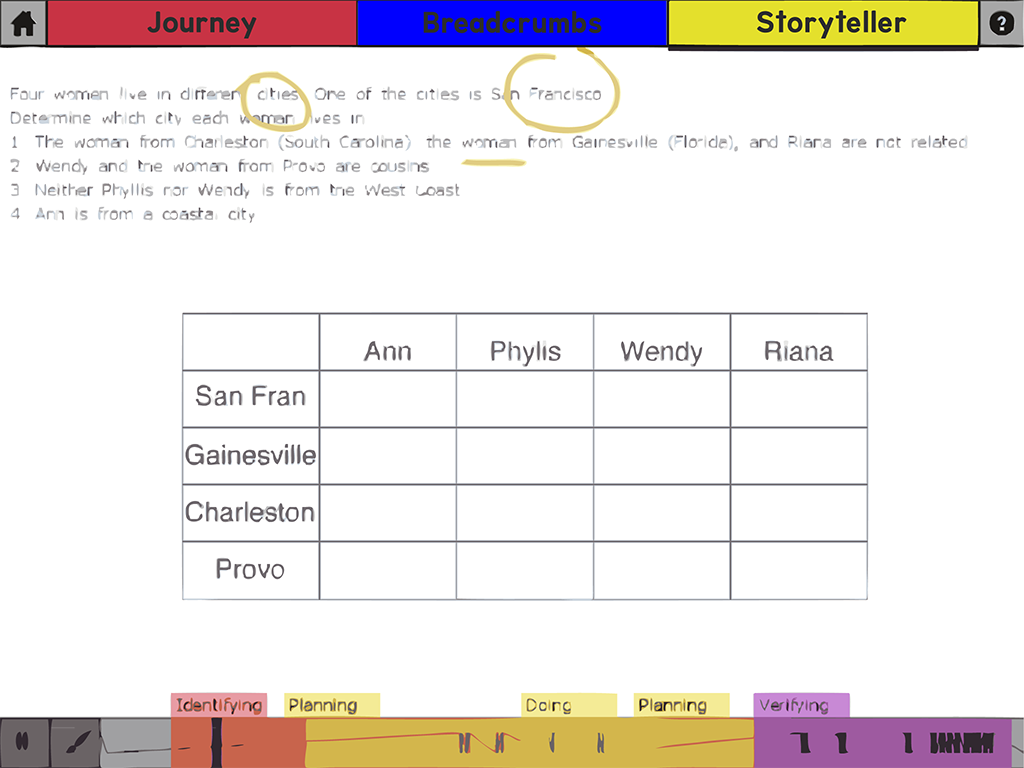 Journey Breadcrumbs Storyteller ?
Four women live in different cities. One of the cities is San Francisco
Determine which city each woman lives in
1 The woman from Charleston (South Carolina) the woman from Gainesville (Florida), and Riana are not related
2 Wendy and the woman from Provo are cousins
3 Neither Phyllis nor Wendy is from the West Coast
4 Ann is from a coastal city
Ann Phylis Wendy Riana
San Fran
Gainesville
Charleston
Provo
Identifying Planning Doing Planning Verifying